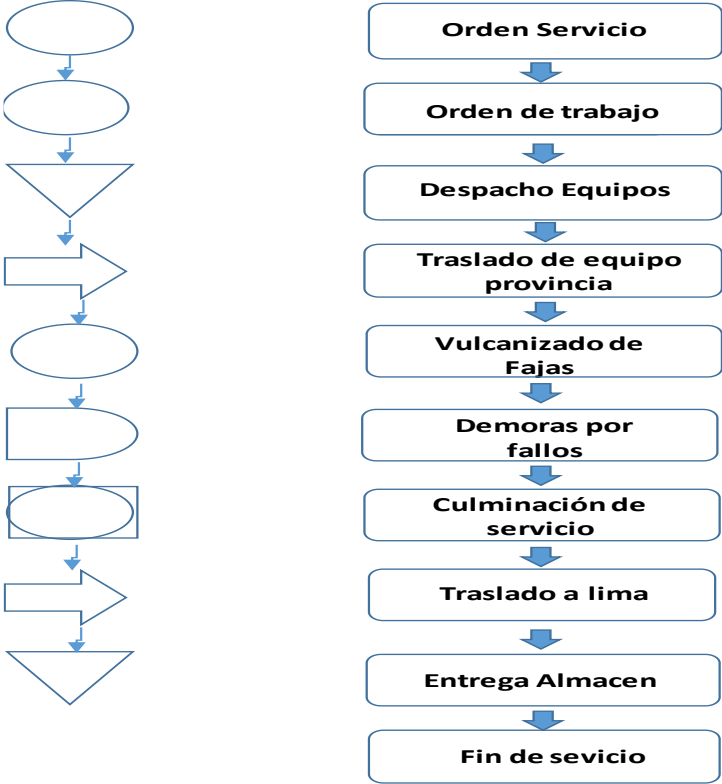 Orden Servicio
Orden de trabajo
Despacho Equipos
Traslado de equipo
provincia
Vulcanizado de
Fajas
Demoras por
fallos
Culminación de
servicio
Traslado a lima
Entrega Almacen
Fin de sevicio